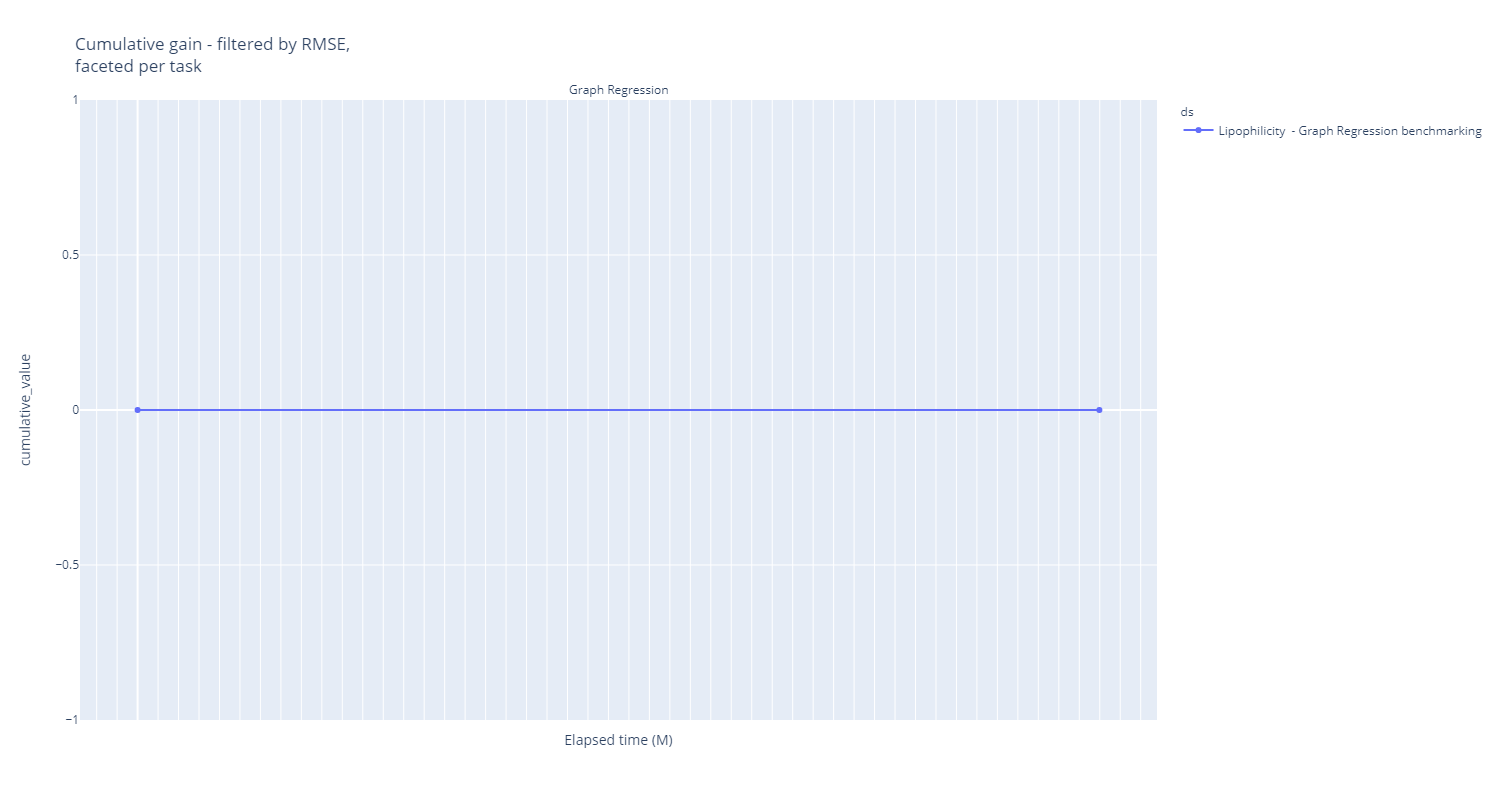 Cumulative gain - filtered by RMSE,
faceted per task
Graph Regression
1
0.5
0
−0.5
−1
cumulative_value
Elapsed time (M)
ds
Lipophilicity - Graph Regression benchmarking